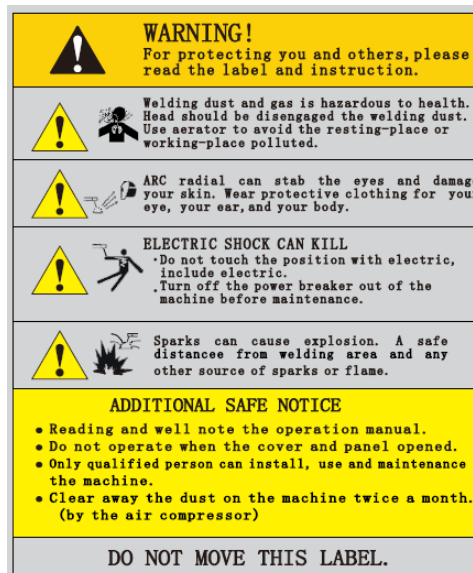 WARNING!
For protecting you and others, please
read the label and instruction.
Welding dust and gas is hazardous to health.
Head should be disengaged the welding dust.
Use aerator to avoid the resting-place or
working-place polluted.
ARC radial can stab the eyes and damage
your skin. Wear protective clothing for your
eye, your ear, and your body.
ELECTRIC SHOCK CAN KILL
·Do not touch the position with electric,
include electric.
.Turn off the power breaker out of the
machine before maintenance.
Sparks can cause explosion. A safe
distancee from welding area and any
other source of sparks or flame.
ADDITIONAL SAFE NOTICE
● Reading and well note the operation manual.
● Do not operate when the cover and panel opened.
● Only qualified person can install, use and maintenance
the machine.
● Clear away the dust on the machine twice a month.
(by the air compressor)
DO NOT MOVE THIS LABEL.